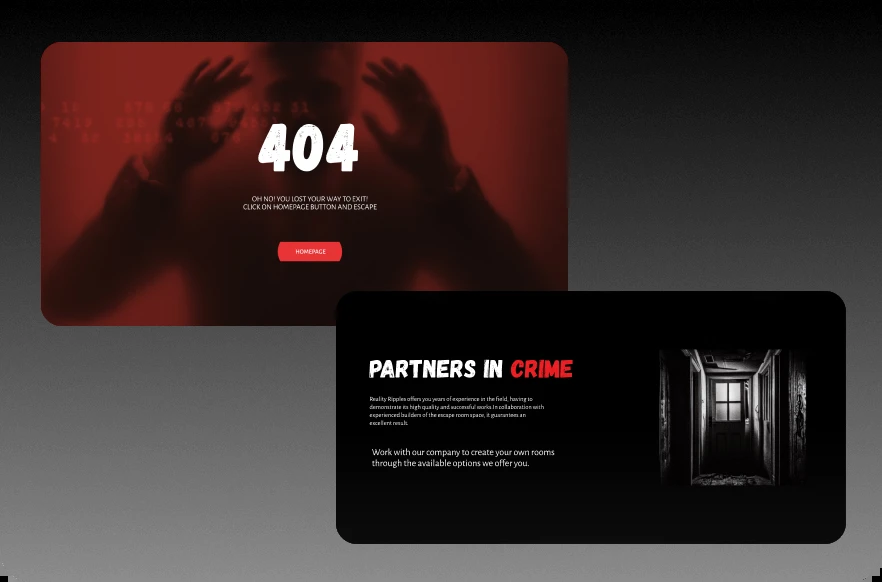 404
OH NO! YOU LOST YOUR WAY TO EXIT!
CLICK ON HOMEPAGE BUTTON AND ESCAPE
HOMEPAGE
PARTNERS IN CRIME
Reality Ripples offers you years of experience in the field, having to
demonstrate its high quality and successful works.In collaboration with
experienced builders of the escape room space, it guarantees an
excellent result.
Work with our company to create your own rooms
through the available options we offer you.